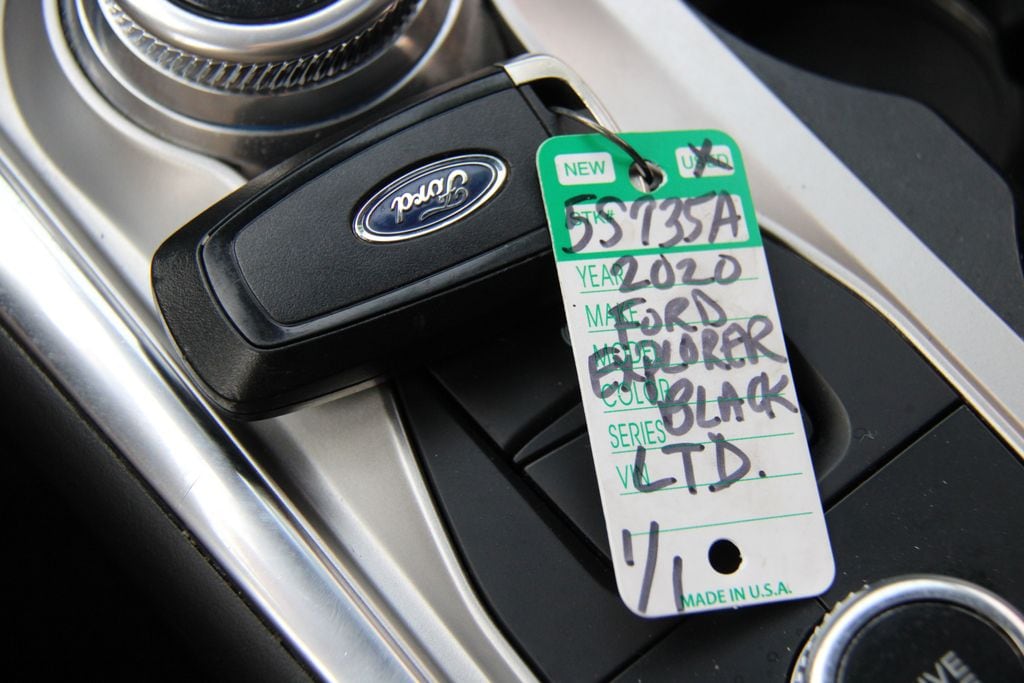 Ford
NEW USED
STK# 5S735A
YEAR 2020
MAKE FORD
MODEL EXPLORER
COLOR BLACK
SERIES LTD.
VIN
1/1
MADE IN U.S.A.